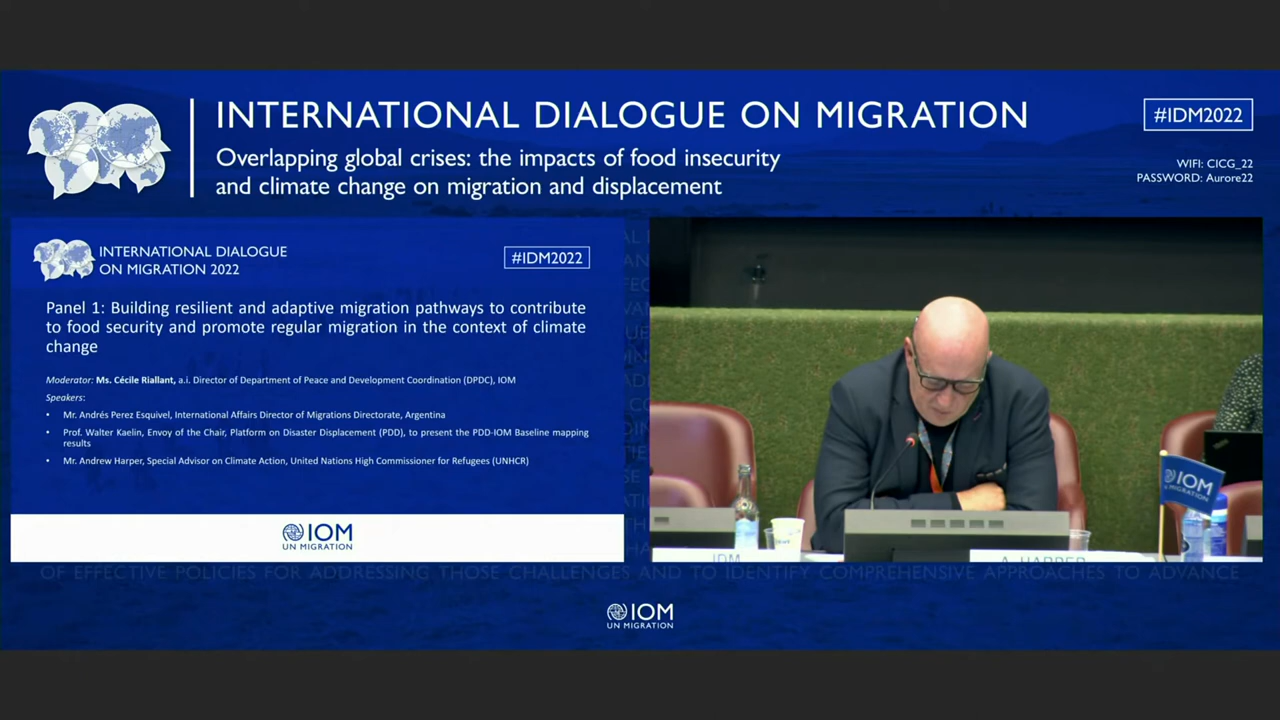 INTERNATIONAL DIALOGUE ON MIGRATION
Overlapping global crises: the impacts of food insecurity
and climate change on migration and displacement
#IDM2022
WIFI: CICG_22
PASSWORD: Aurore22
INTERNATIONAL DIALOGUE
ON MIGRATION 2022
#IDM2022
Panel 1: Building resilient and adaptive migration pathways to contribute
to food security and promote regular migration in the context of climate
change
Moderator: Ms. Cécile Riallant, a.i. Director of Department of Peace and Development Coordination (DPDC), IOM
Speakers:
• Mr. Andrés Perez Esquivel, International Affairs Director of Migrations Directorate, Argentina
• Prof. Walter Kaelin, Envoy of the Chair, Platform on Disaster Displacement (PDD), to present the PDD-IOM Baseline mapping
results
• Mr. Andrew Harper, Special Advisor on Climate Action, United Nations High Commissioner for Refugees (UNHCR)
IOM
UN MIGRATION
IOM
MIGRATION
IDM
A. HARPER
OF EFFECTIVE POLICIES FOR ADDRESSING THOSE CHALLENGES AND TO IDENTIFY COMPREHENSIVE APPROACHES TO ADVANCE
IOM
UN MIGRATION